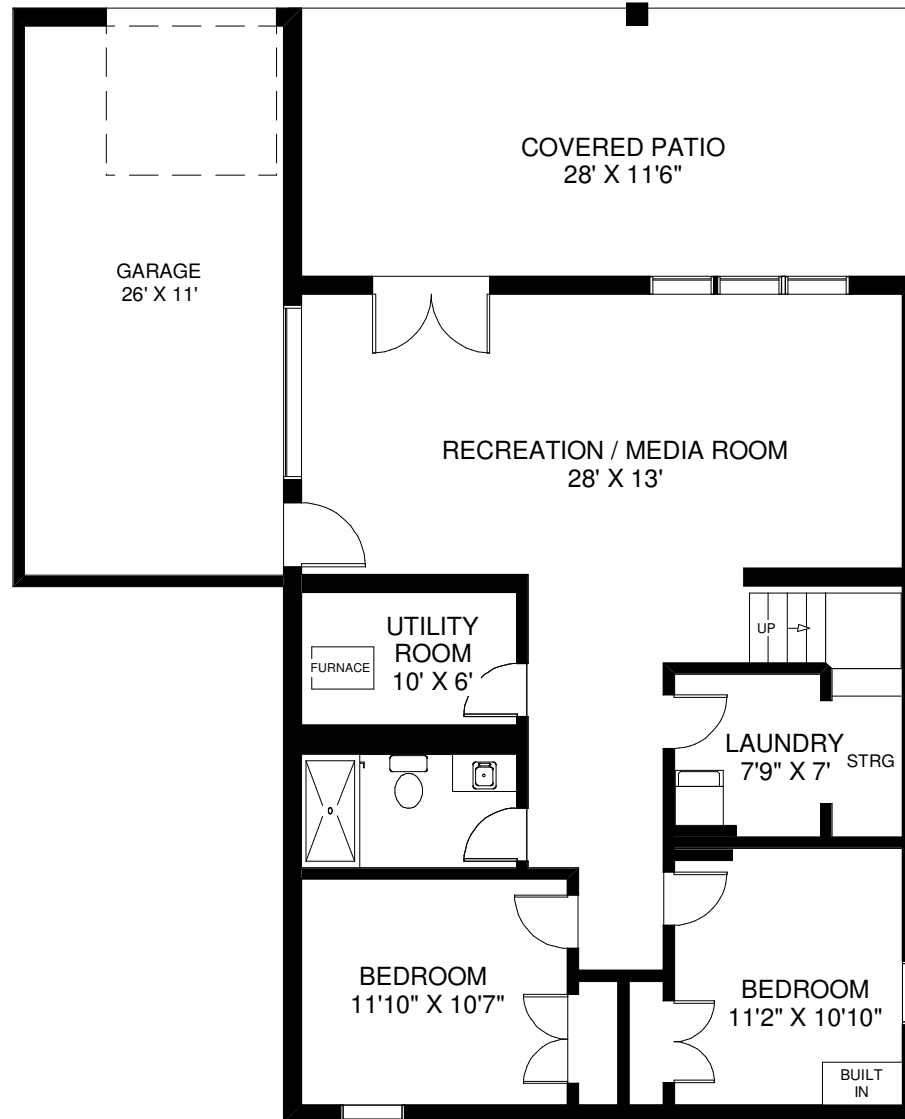 COVERED PATIO
28' X 11'6"
GARAGE
26' X 11'
RECREATION / MEDIA ROOM
28' X 13'
UTILITY
ROOM
10' X 6'
FURNACE
UP
LAUNDRY
7'9" X 7'
STRG
BEDROOM
11'10" X 10'7"
BEDROOM
11'2" X 10'10"
BUILT
IN